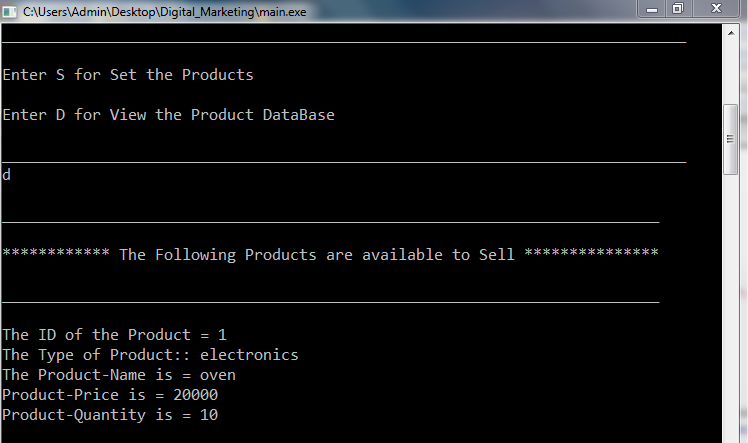 C:\Users\Admin\Desktop\Digital_Marketing\main.exe
Enter S for Set the Products
Enter D for View the Product DataBase
d
************ The Following Products are available to Sell ***************
The ID of the Product = 1
The Type of Product:: electronics
The Product-Name is = oven
Product-Price is = 20000
Product-Quantity is = 10